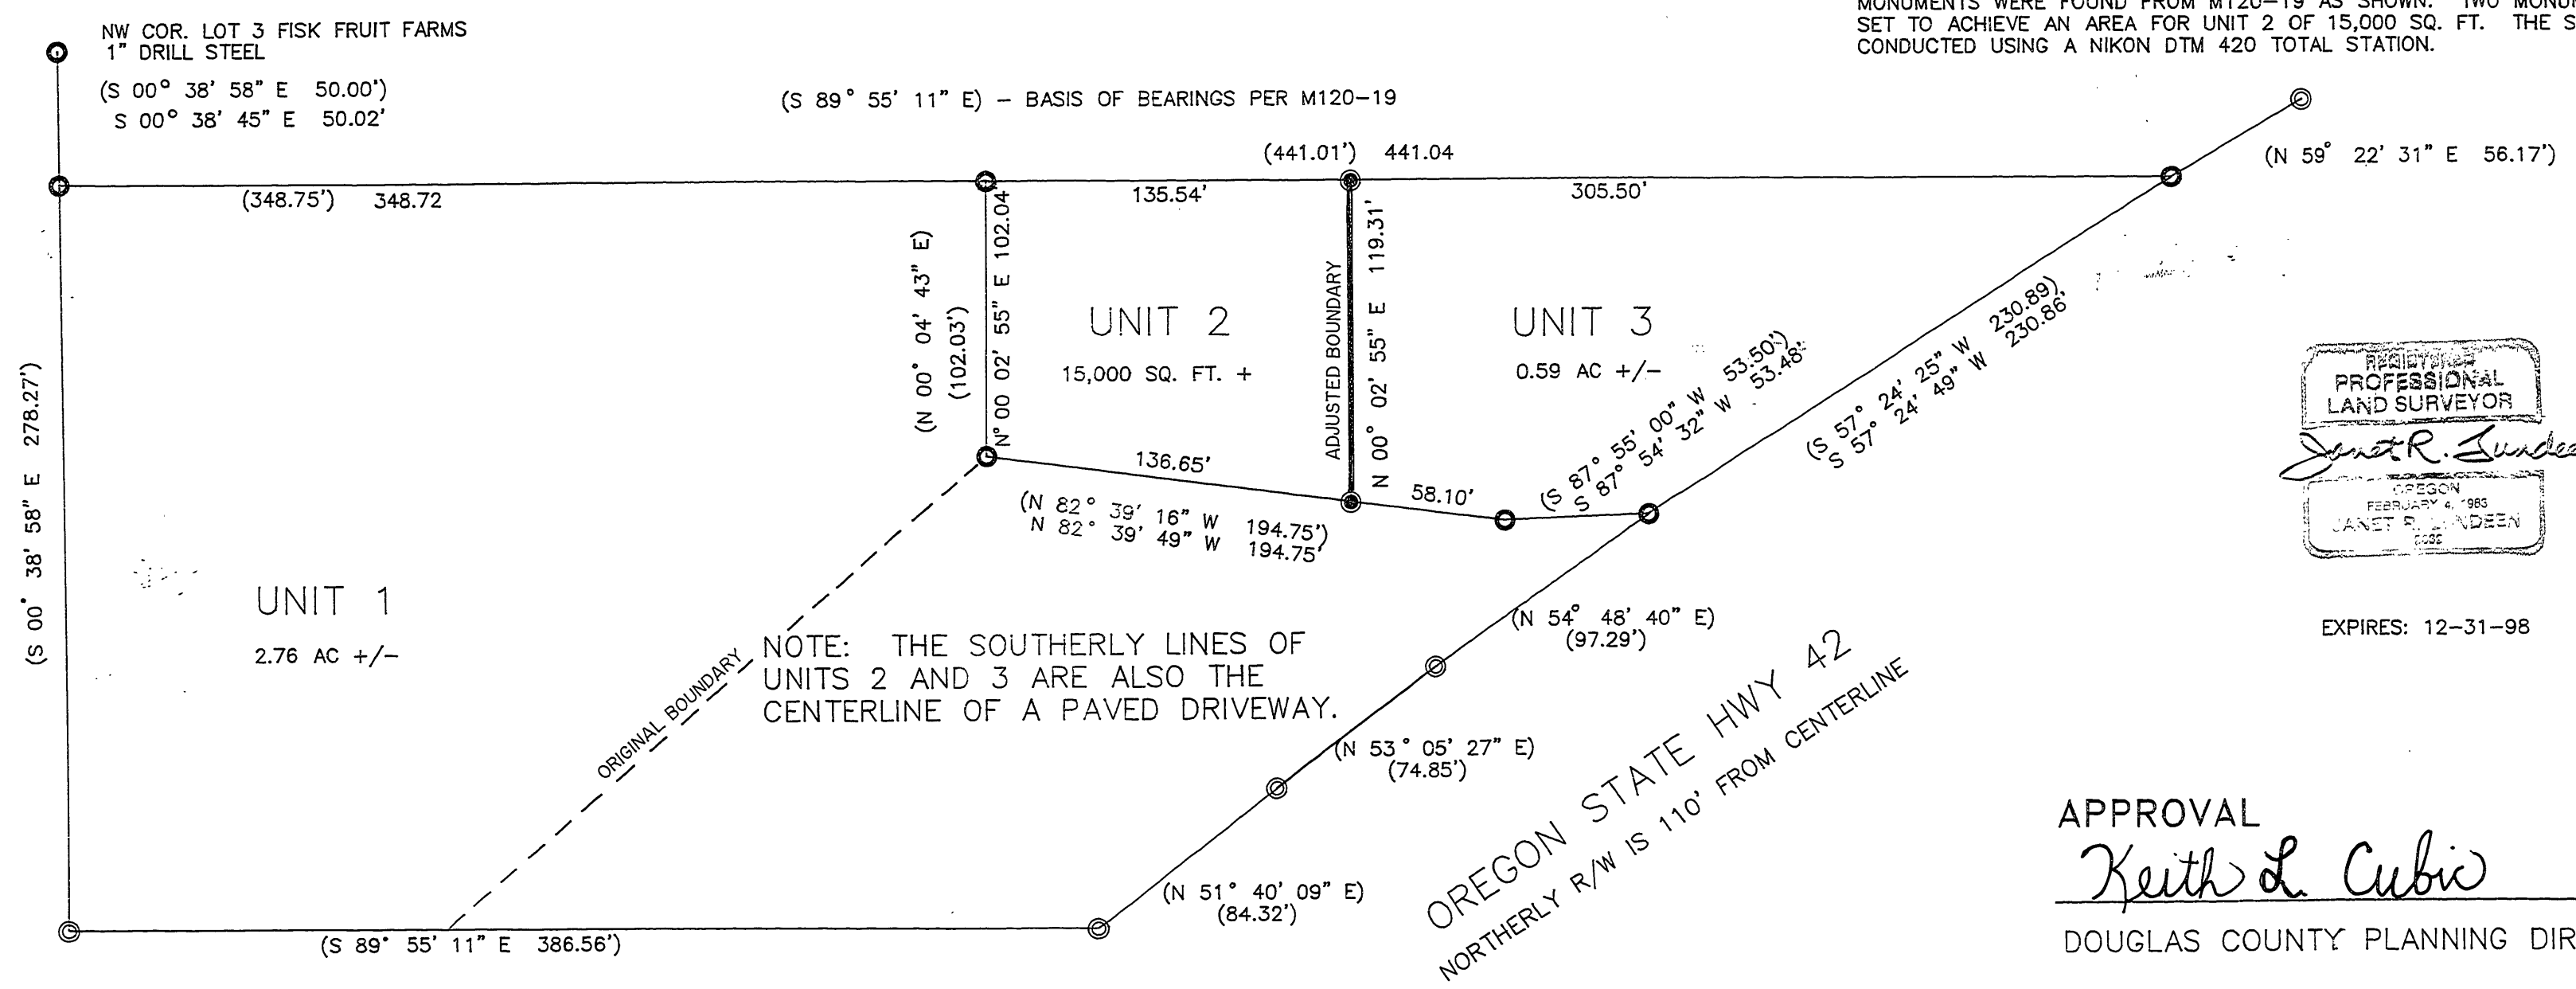 NW COR. LOT 3 FISK FRUIT FARMS
1" DRILL STEEL
(S 00° 38' 58" E 50.00')
S 00° 38' 45" E 50.02'
(S 89° 55' 11" E) – BASIS OF BEARINGS PER M120–19
MONUMENTS WERE FOUND FROM M120–19 AS SHOWN. TWO
SET TO ACHIEVE AN AREA FOR UNIT 2 OF 15,000 SQ. FT. THE
CONDUCTED USING A NIKON DTM 420 TOTAL STATION.
(441.01') 441.04
(N 59° 22' 31" E 56.17')
(348.75') 348.72
135.54'
305.50'
(N 00° 04' 43" E)
(102.03')
N° 00 02' 55" E 102.04'
UNIT 2
15,000 SQ. FT. +
ADJUSTED BOUNDARY
N 00° 02' 55" E 119.31'
UNIT 3
0.59 AC +/–
(S 87° 55' 00" W 53.50')
S 87° 54' 32" W 53.48'
(S 57° 24' 25" W 230.89)
S 57° 24' 49" W 230.86'
136.65'
58.10'
(N 82° 39' 16" W 194.75')
N 82° 39' 49" W 194.75'
(S 00° 38' 58" E 278.27')
UNIT 1
2.76 AC +/–
ORIGINAL BOUNDARY
NOTE: THE SOUTHERLY LINES OF
UNITS 2 AND 3 ARE ALSO THE
CENTERLINE OF A PAVED DRIVEWAY.
(N 54° 48' 40" E)
(97.29')
(N 53° 05' 27" E)
(74.85')
(N 51° 40' 09" E)
(84.32')
(S 89° 55' 11" E 386.56')
OREGON STATE HWY 42
NORTHERLY R/W IS 110' FROM CENTERLINE
REGISTERED
PROFESSIONAL
LAND SURVEYOR
Janet R. Lundee
OREGON
FEBRUARY 4, 1983
JANET R. LUNDEEN
EXPIRES: 12–31–98
APPROVAL
Keith L. Cubic
DOUGLAS COUNTY PLANNING DIR